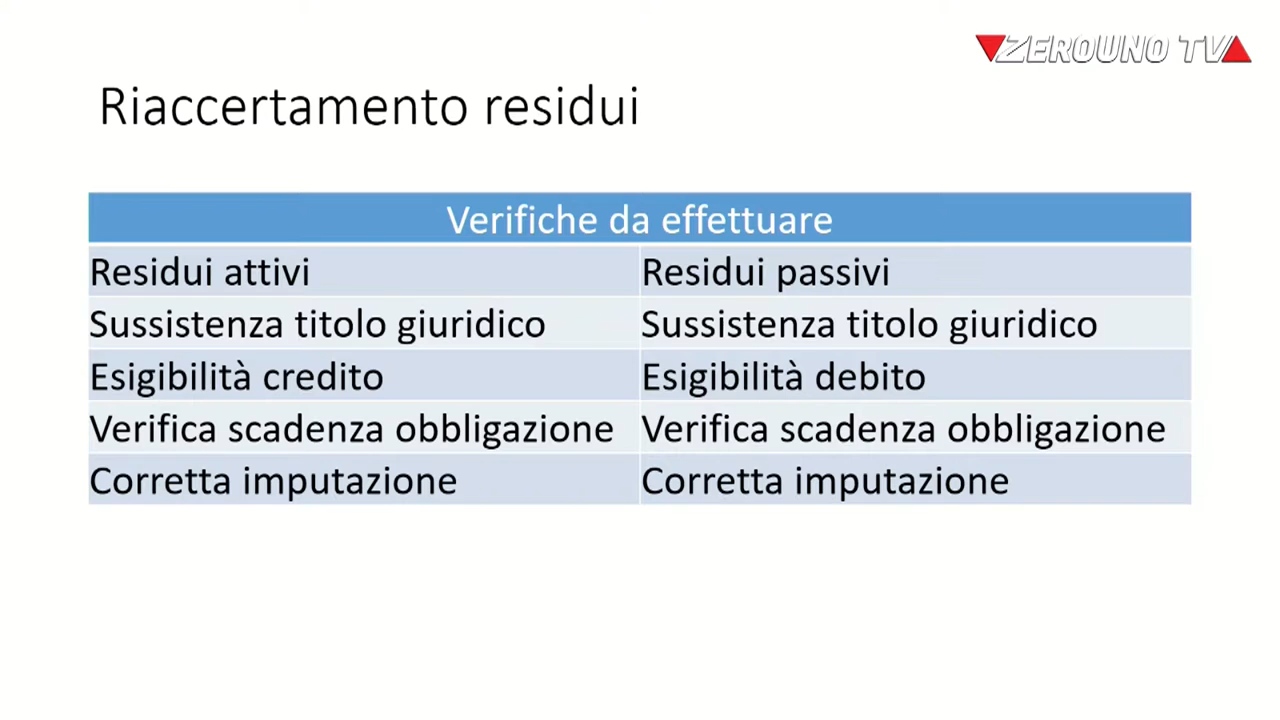 ZEROUNO TV
Riaccertamento residui
Verifiche da effettuare
Residui attivi Residui passivi
Sussistenza titolo giuridico Sussistenza titolo giuridico
Esigibilità credito Esigibilità debito
Verifica scadenza obbligazione Verifica scadenza obbligazione
Corretta imputazione Corretta imputazione